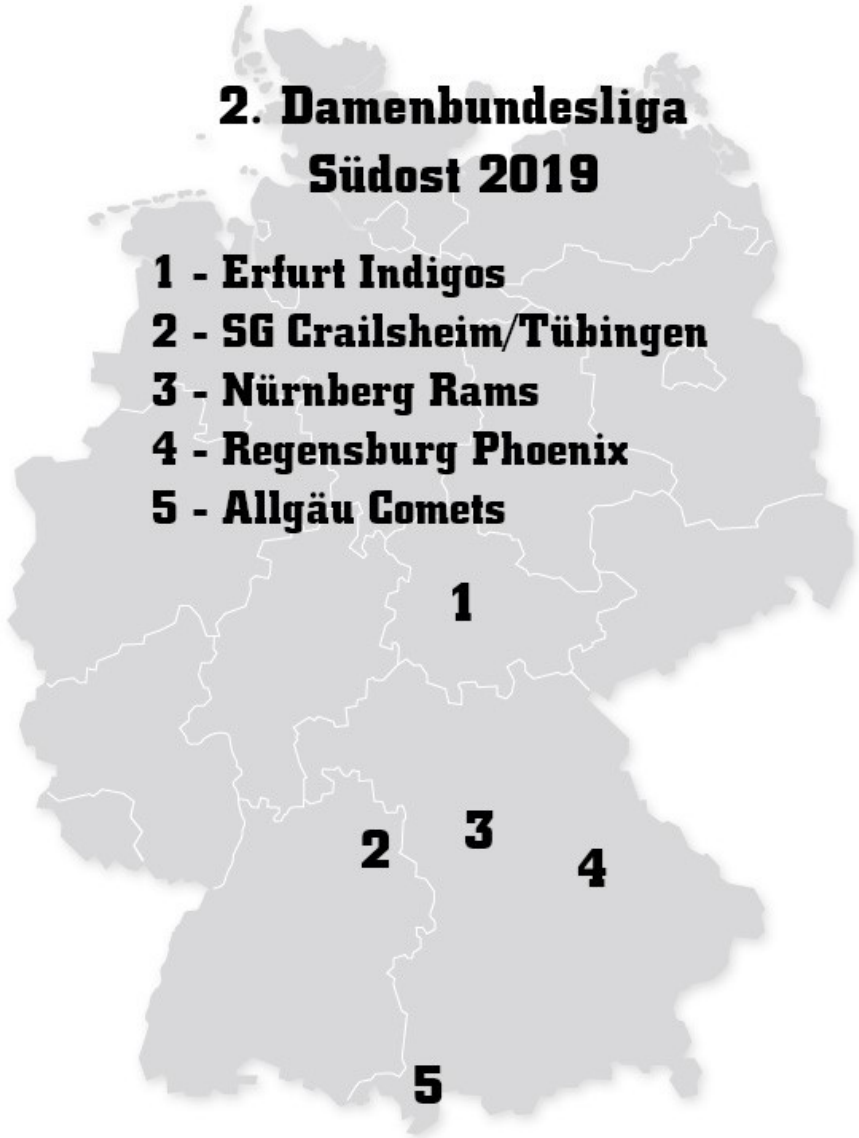 2. Damenbundesliga
Südost 2019
1 - Erfurt Indigos
2 - SG Crailsheim/Tübingen
3 - Nürnberg Rams
4 - Regensburg Phoenix
5 - Allgäu Comets
1
3
2
4
5